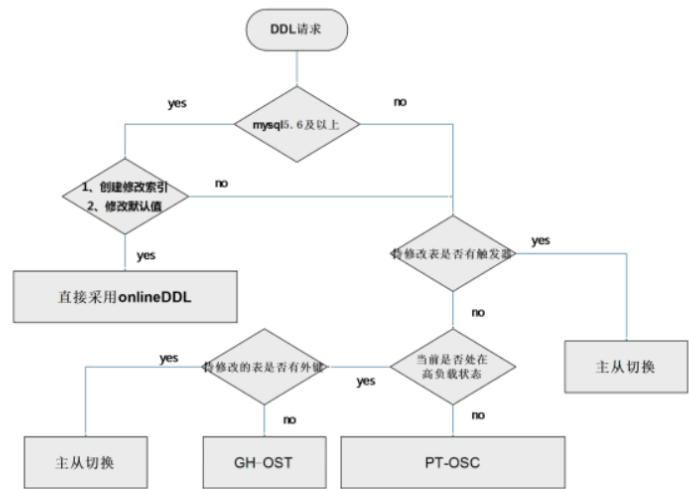 DDL请求
yes
no
mysql5.6及以上
1、创建修改索引
2、修改默认值
no
yes
待修改表是否有触发器
yes
直接采用onlineDDL
no
待修改的表是否有外键
当前是否处在
高负载状态
主从切换
yes
yes
no
no
主从切换
GH-OST
PT-OSC